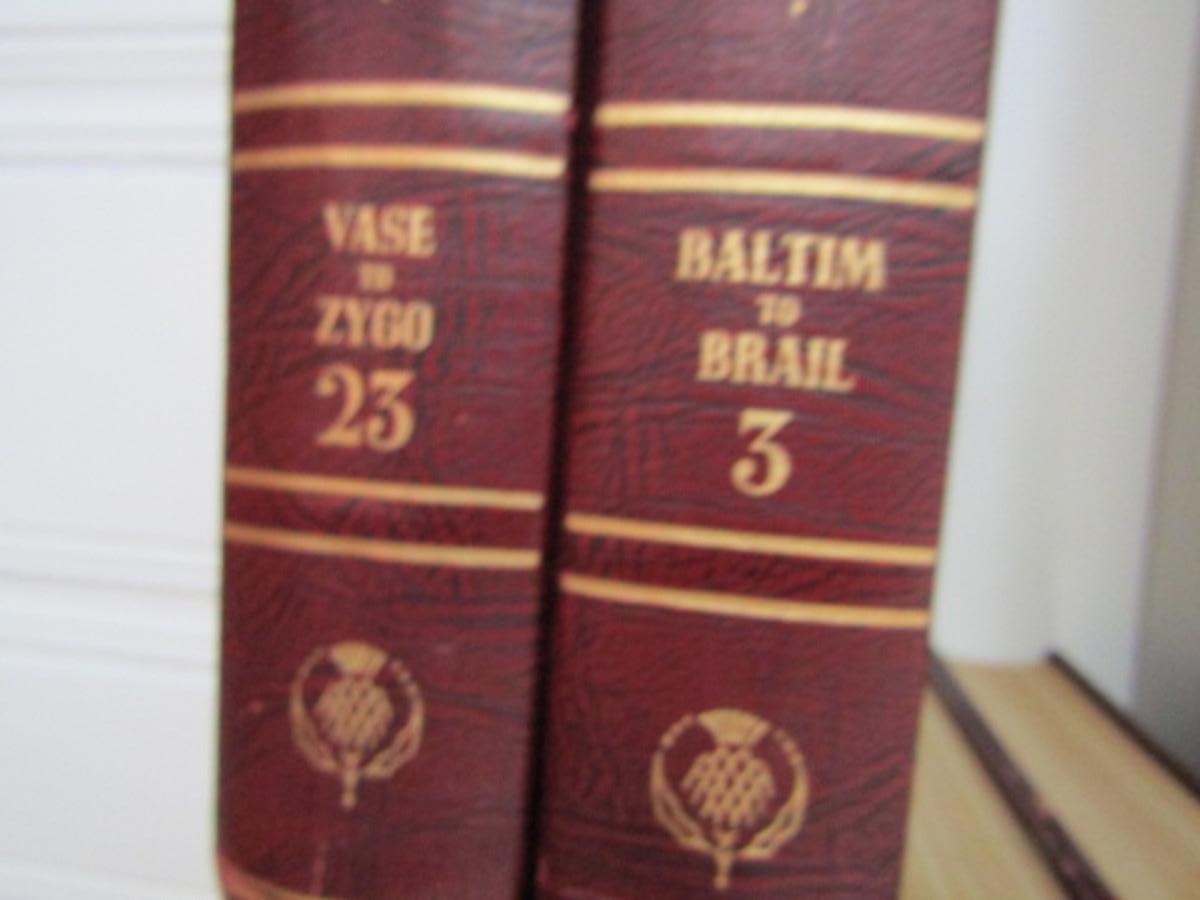 VASE
TO
ZYGO
23
BALTIM
TO
BRAIL
3